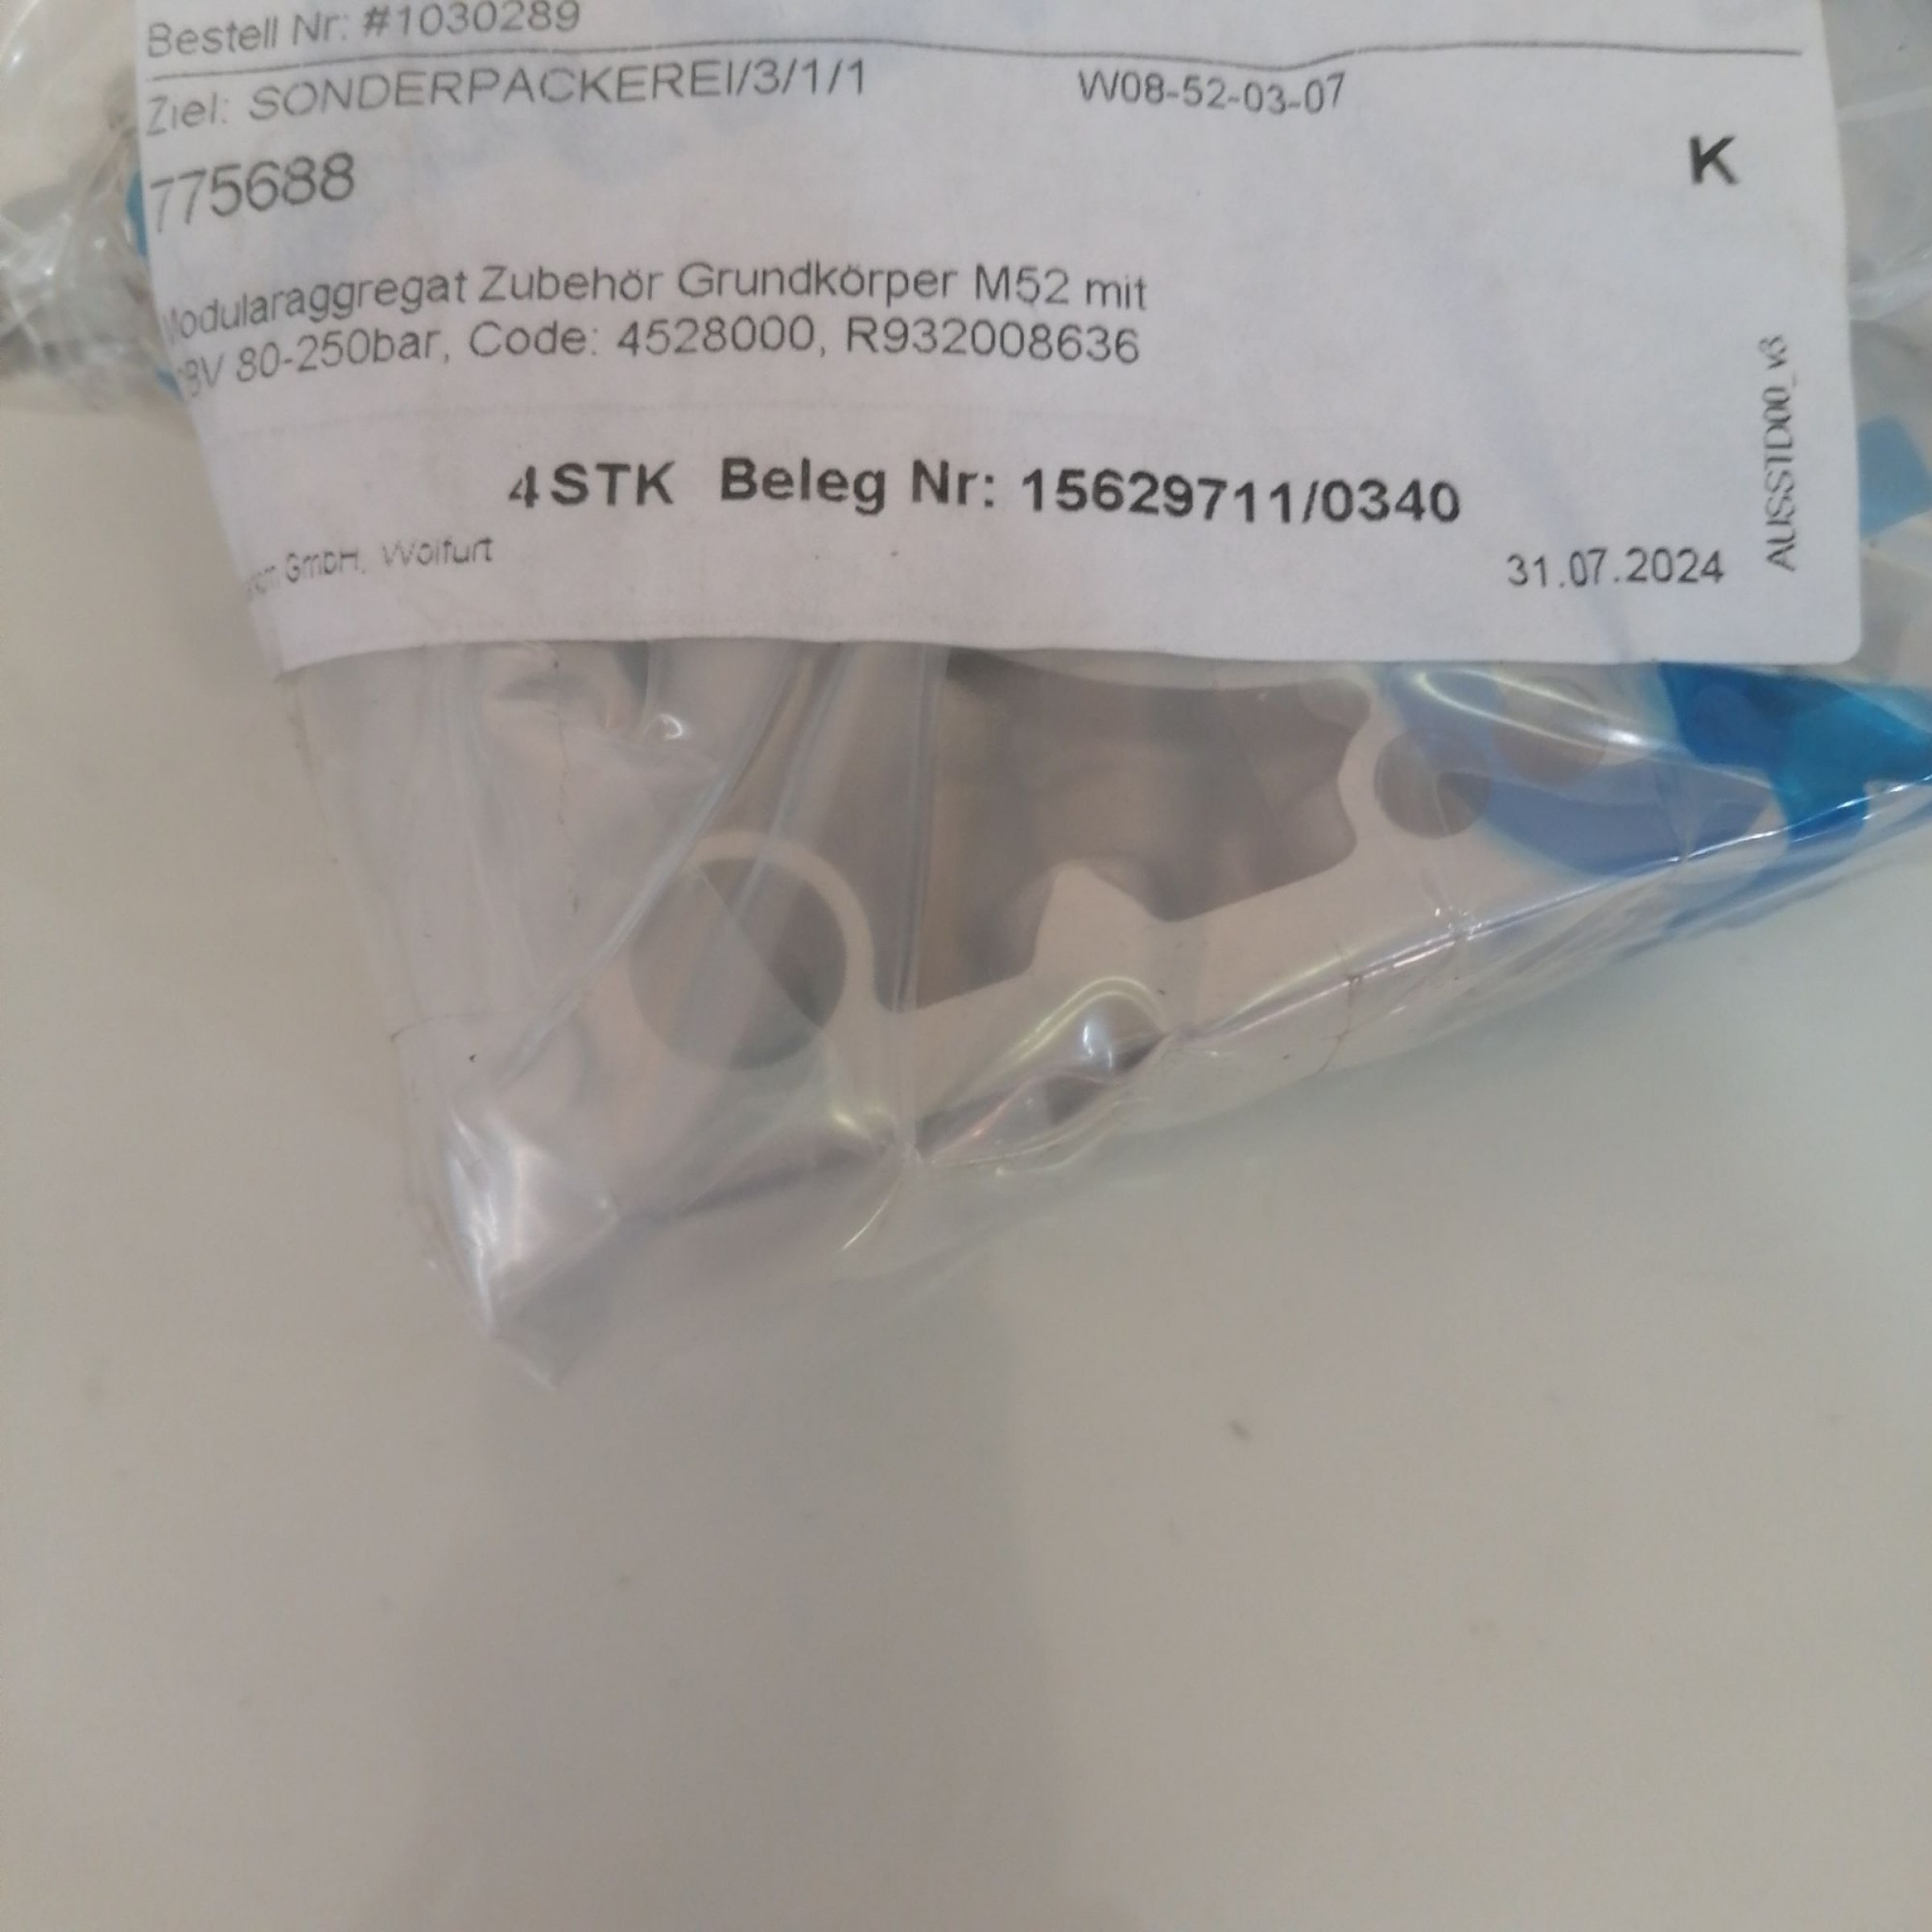 Bestell Nr: #1030289
Ziel: SONDERPACKEREI/3/1/1 W08-52-03-07
775688 K
Modularaggregat Zubehör Grundkörper M52 mit
80-250bar, Code: 4528000, R932008636
4STK Beleg Nr: 15629711/0340
GmbH, Wolfurt
31.07.2024
AUSSTD00_v3